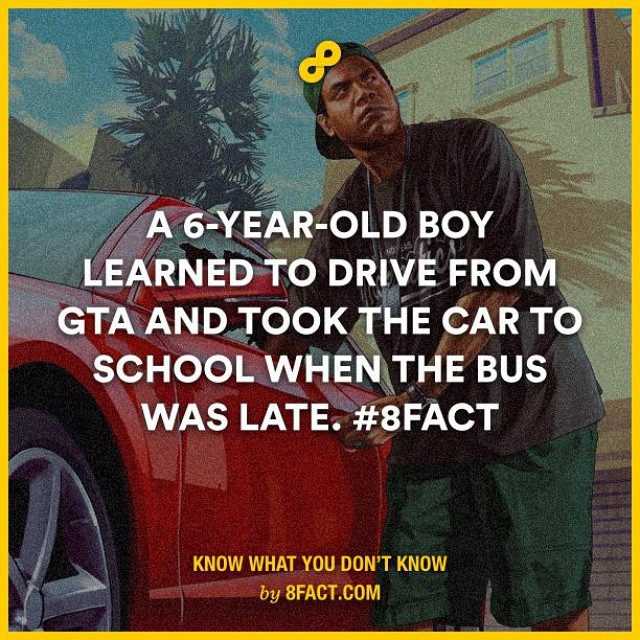 A 6-YEAR-OLD BOY
LEARNED TO DRIVE FROM
GTA AND TOOK THE CAR TO
SCHOOL WHEN THE BUS
WAS LATE. #8FACT
KNOW WHAT YOU DON'T KNOW
by 8FACT.COM